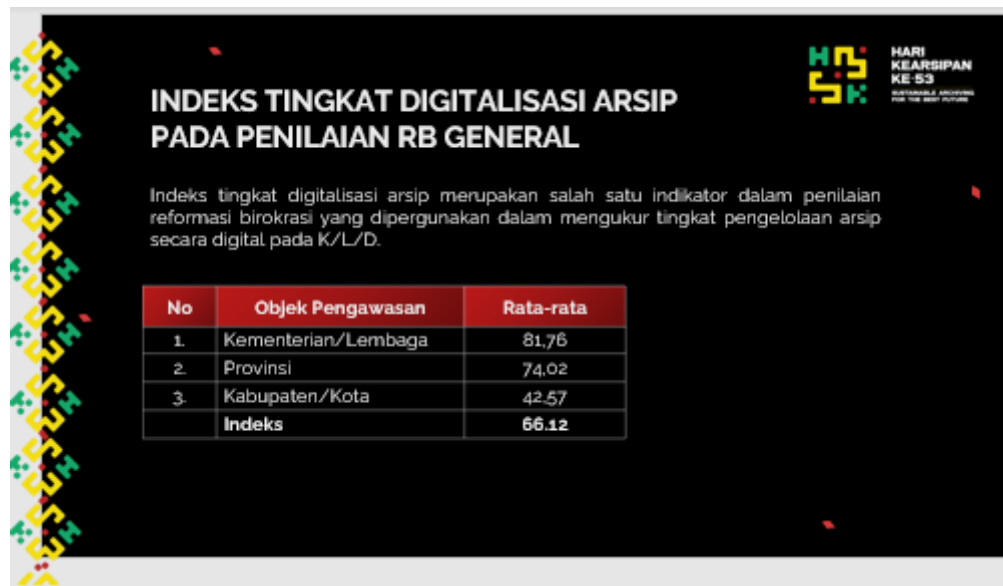 HARI
KEARSIPAN
KE-53
SUSTAINABLE ARCHIVING
FOR THE BEST FUTURE
INDEKS TINGKAT DIGITALISASI ARSIP
PADA PENILAIAN RB GENERAL
Indeks tingkat digitalisasi arsip merupakan salah satu indikator dalam penilaian
reformasi birokrasi yang dipergunakan dalam mengukur tingkat pengelolaan arsip
secara digital pada K/L/D.
No Objek Pengawasan Rata-rata
1. Kementerian/Lembaga 81,76
2. Provinsi 74,02
3. Kabupaten/Kota 42,57
Indeks 66.12